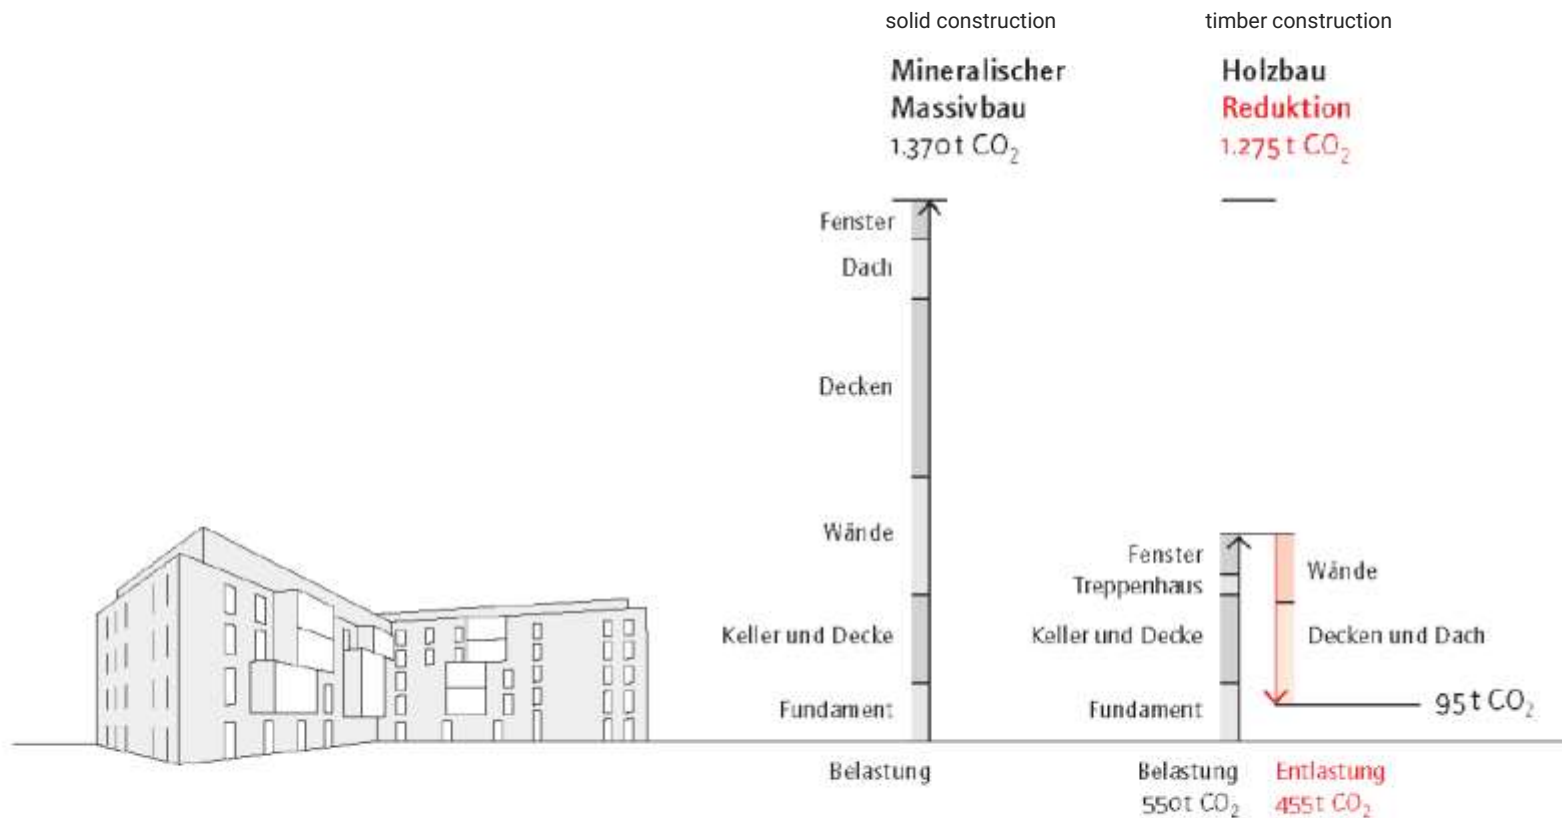 solid construction
Mineralischer
Massivbau
1.370 t CO₂
timber construction
Holzbau
Reduktion
1.275 t CO₂
Fenster
Dach
Decken
Wände
Keller und Decke
Fundament
Belastung
Fenster
Treppenhaus
Keller und Decke
Fundament
Wände
Decken und Dach
95 t CO₂
Belastung
550t CO₂
Entlastung
455t CO₂